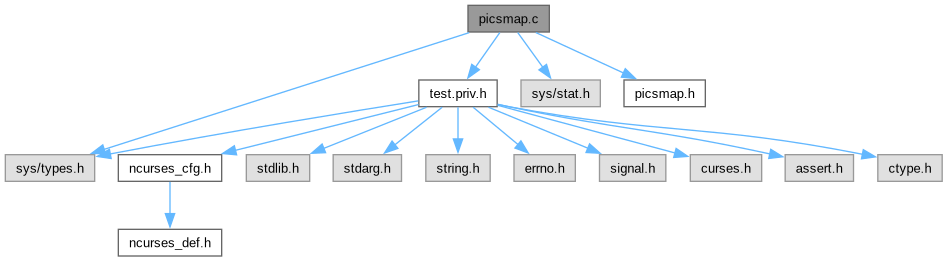 picsmap.c
test.priv.h
sys/stat.h
picsmap.h
sys/types.h
ncurses_cfg.h
stdlib.h
stdarg.h
string.h
errno.h
signal.h
curses.h
assert.h
ctype.h
ncurses_def.h